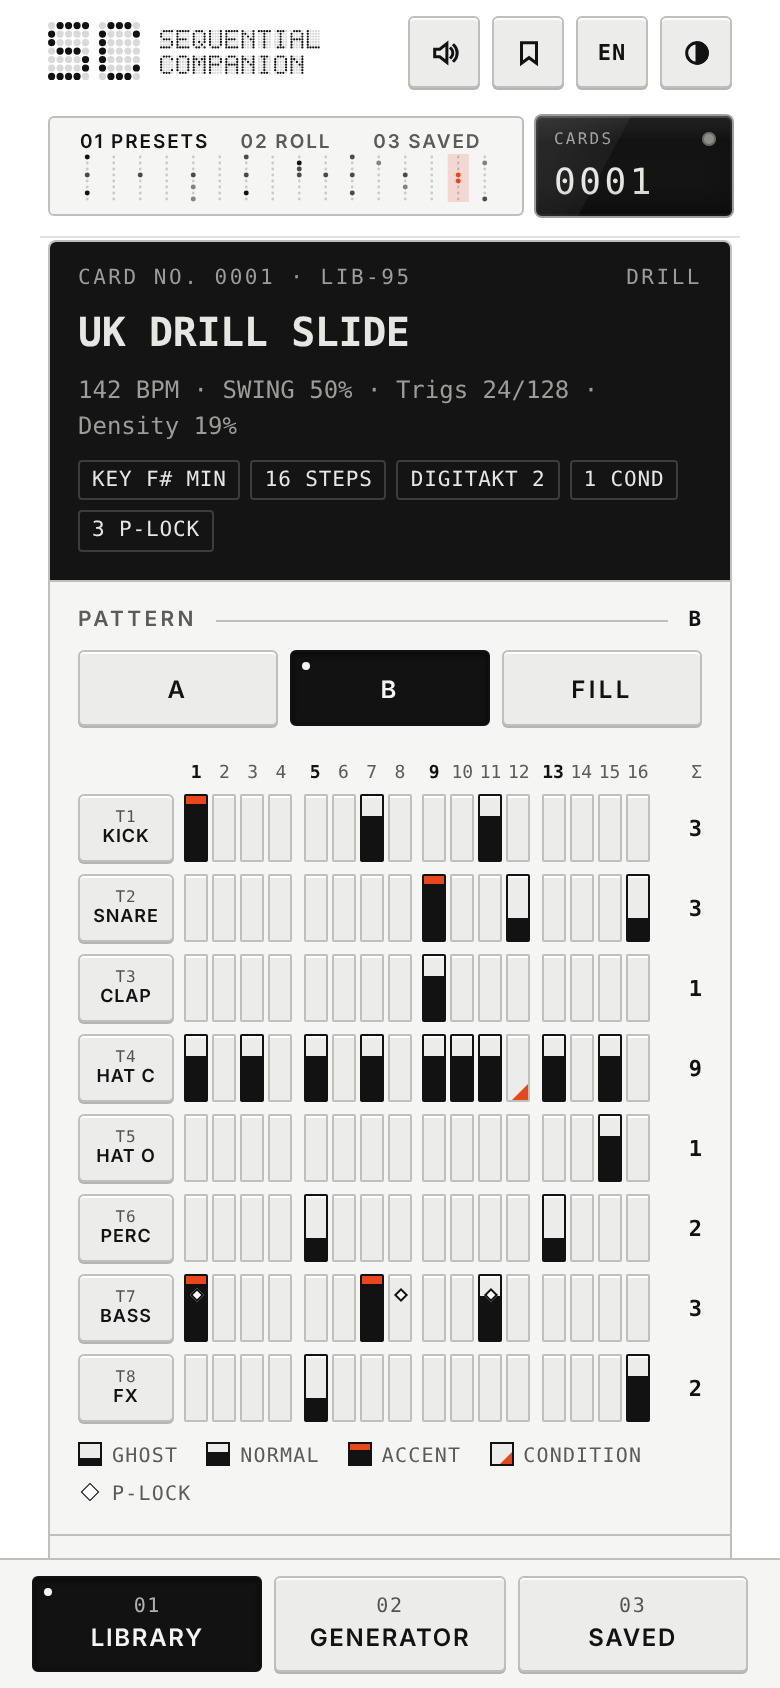 SC SEQUENTIAL
COMPANION
EN
01 PRESETS 02 ROLL 03 SAVED
CARDS
0001
CARD NO. 0001 · LIB-95 DRILL
UK DRILL SLIDE
142 BPM · SWING 50% · Trigs 24/128 ·
Density 19%
KEY F# MIN 16 STEPS DIGITAKT 2 1 COND
3 P-LOCK
PATTERN B
A B FILL
1 2 3 4 5 6 7 8 9 10 11 12 13 14 15 16 Σ
T1
KICK 3
T2
SNARE 3
T3
CLAP 1
T4
HAT C 9
T5
HAT O 1
T6
PERC 2
T7
BASS 3
T8
FX 2
GHOST NORMAL ACCENT CONDITION
P-LOCK
01 02 03
LIBRARY GENERATOR SAVED